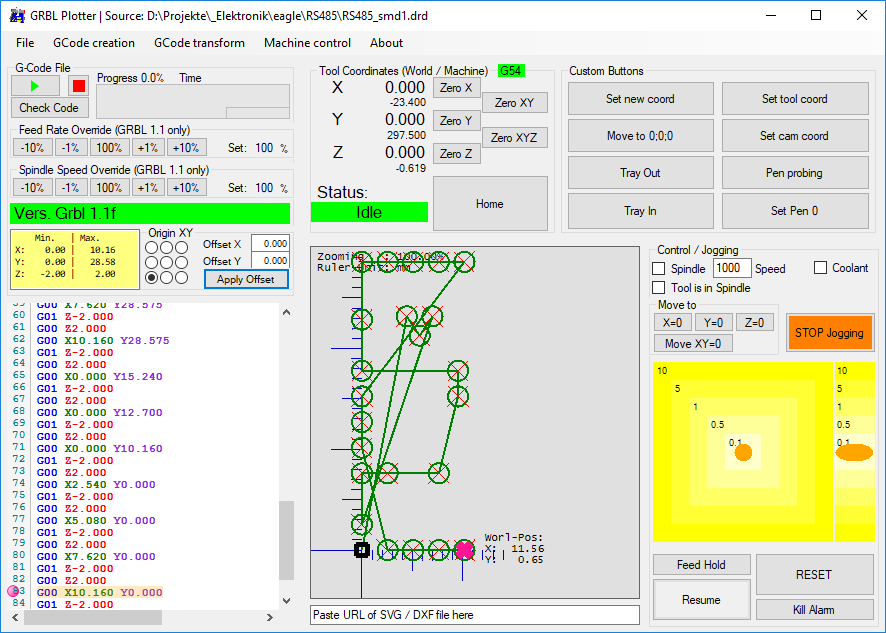 GRBL Plotter | Source: D:\Projekte\_Elektronik\eagle\RS485\RS485_smd1.drd
File GCode creation GCode transform Machine control About
G-Code File
Progress 0.0% Time
Check Code
Feed Rate Override (GRBL 1.1 only)
-10% -1% 100% +1% +10% Set: 100 %
Spindle Speed Override (GRBL 1.1 only)
-10% -1% 100% +1% +10% Set: 100 %
Vers. Grbl 1.1f
Min. | Max.
X: 0.00 | 10.16
Y: 0.00 | 28.58
Z: -2.00 | 2.00
Origin XY
Offset X 0.000
Offset Y 0.000
Apply Offset
59 G00 X7.620 Y28.575
60 G01 Z-2.000
61 G00 Z2.000
62 G00 X10.160 Y28.575
63 G01 Z-2.000
64 G00 Z2.000
65 G00 X0.000 Y15.240
66 G01 Z-2.000
67 G00 Z2.000
68 G00 X0.000 Y12.700
69 G01 Z-2.000
70 G00 Z2.000
71 G00 X0.000 Y10.160
72 G01 Z-2.000
73 G00 Z2.000
74 G00 X2.540 Y0.000
75 G01 Z-2.000
76 G00 Z2.000
77 G00 X5.080 Y0.000
78 G01 Z-2.000
79 G00 Z2.000
80 G00 X7.620 Y0.000
81 G01 Z-2.000
82 G00 Z2.000
83 G00 X10.160 Y0.000
84 G01 Z-2.000
Tool Coordinates (World / Machine) G54
X 0.000 Zero X
-23.400
Zero XY
Y 0.000 Zero Y
297.500
Zero XYZ
Z 0.000 Zero Z
-0.619
Status:
Idle
Home
Zooming : 100.00%
Ruler Unit: mm
Worl-Pos:
X: 11.56
Y: 0.65
Paste URL of SVG / DXF file here
Custom Buttons
Set new coord Set tool coord
Move to 0;0;0 Set cam coord
Tray Out Pen probing
Tray In Set Pen 0
Control / Jogging
Spindle 1000 Speed Coolant
Tool is in Spindle
Move to
X=0 Y=0 Z=0
Move XY=0
STOP Jogging
10 10
5 5
1 1
0.5 0.5
0.1 0.1
Feed Hold
Resume
RESET
Kill Alarm